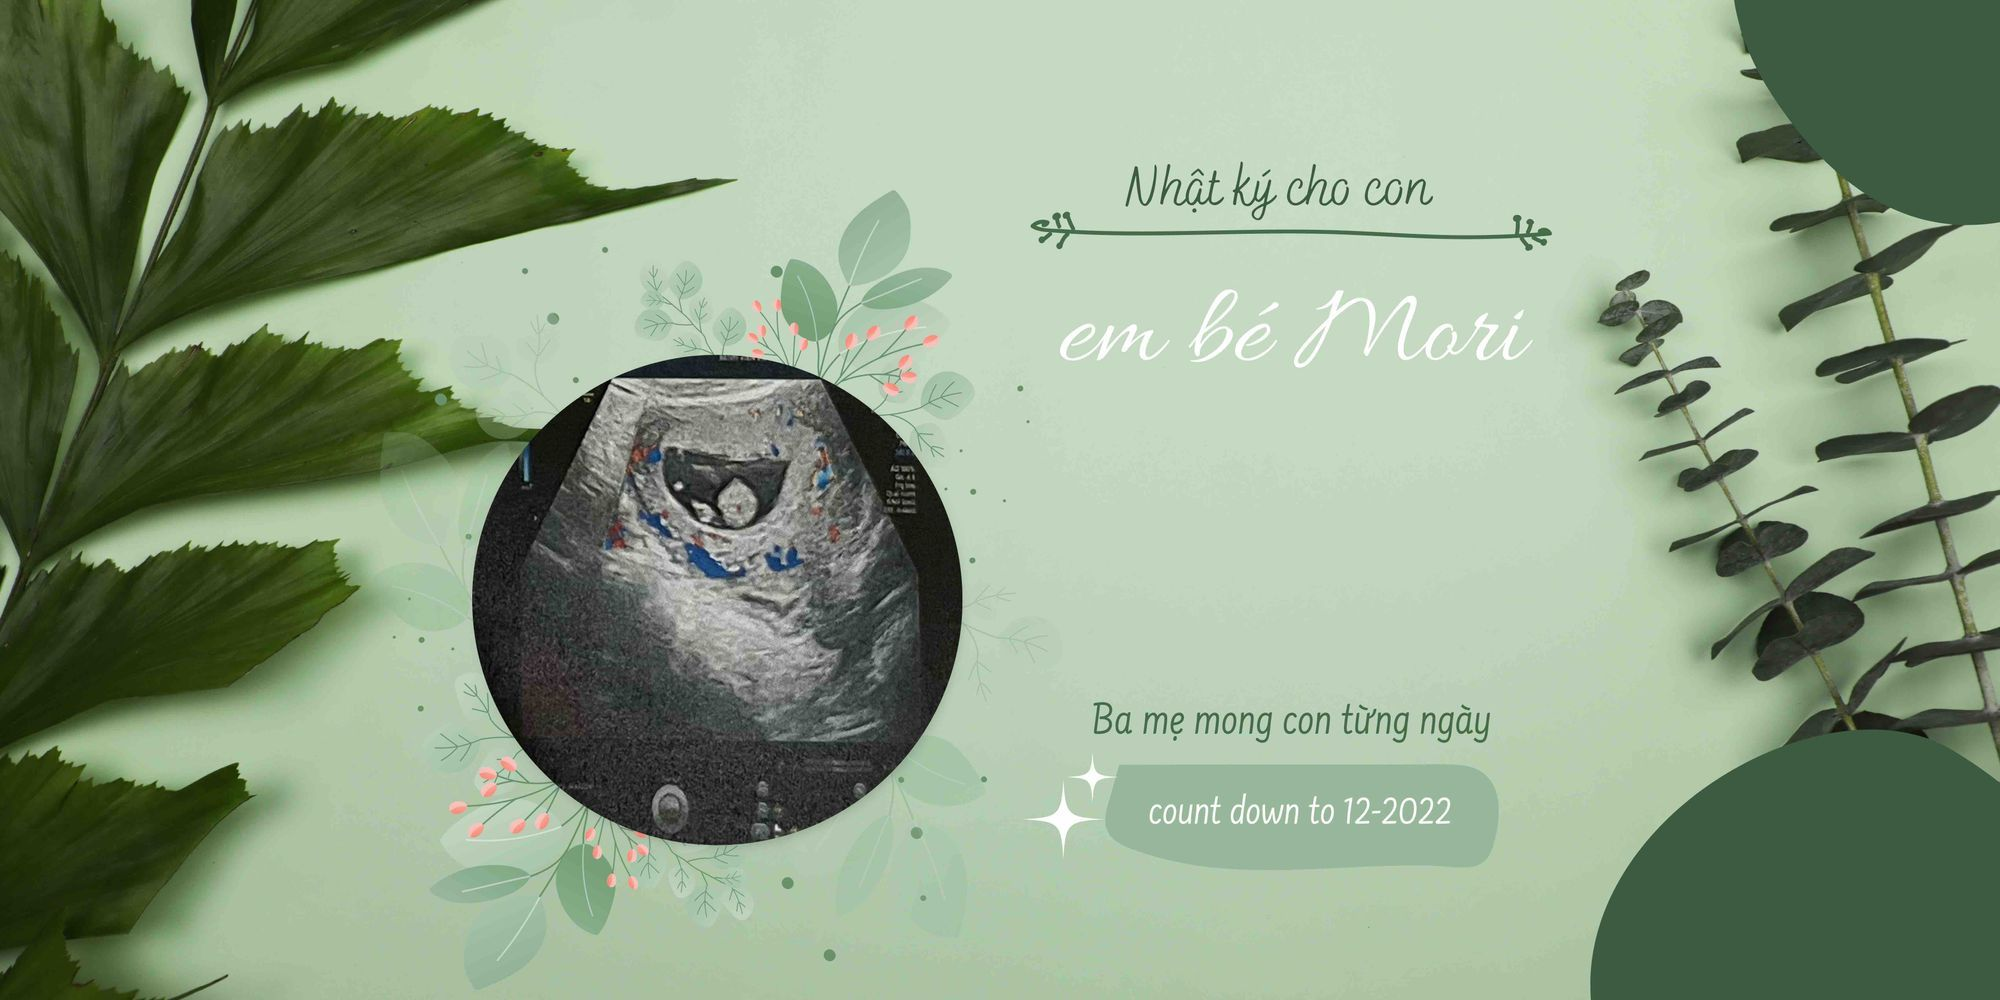 Nhật ký cho con
em bé Mori
Ba mẹ mong con từng ngày
count down to 12-2022